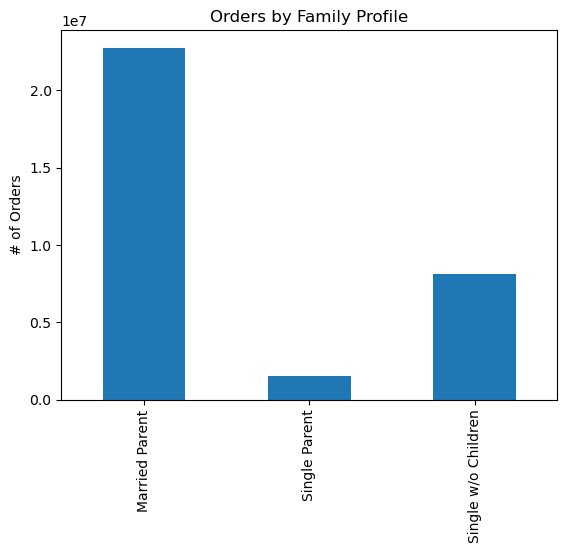 Orders by Family Profile
1e7
# of Orders
2.0
1.5
1.0
0.5
0.0
Married Parent
Single Parent
Single w/o Children